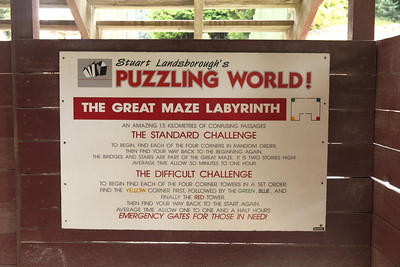 Stuart Landsborough's
PUZZLING WORLD!
THE GREAT MAZE LABYRINTH
AN AMAZING 1.5 KILOMETRES OF CONFUSING PASSAGES
THE STANDARD CHALLENGE
TO BEGIN, FIND EACH OF THE FOUR CORNERS IN RANDOM ORDER,
THEN FIND YOUR WAY BACK TO THE BEGINNING AGAIN.
THE BRIDGES AND STAIRS ARE PART OF THE GREAT MAZE, IT IS TWO STORIES HIGH!
AVERAGE TIME ALLOW 30 MINUTES TO ONE HOUR
THE DIFFICULT CHALLENGE
TO BEGIN FIND EACH OF THE FOUR CORNER TOWERS IN A SET ORDER.
FIND THE YELLOW CORNER FIRST, FOLLOWED BY THE GREEN, BLUE, AND
FINALLY THE RED TOWER.
THEN FIND YOUR WAY BACK TO THE START AGAIN.
AVERAGE TIME, ALLOW ONE TO ONE AND A HALF HOURS
EMERGENCY GATES FOR THOSE IN NEED!